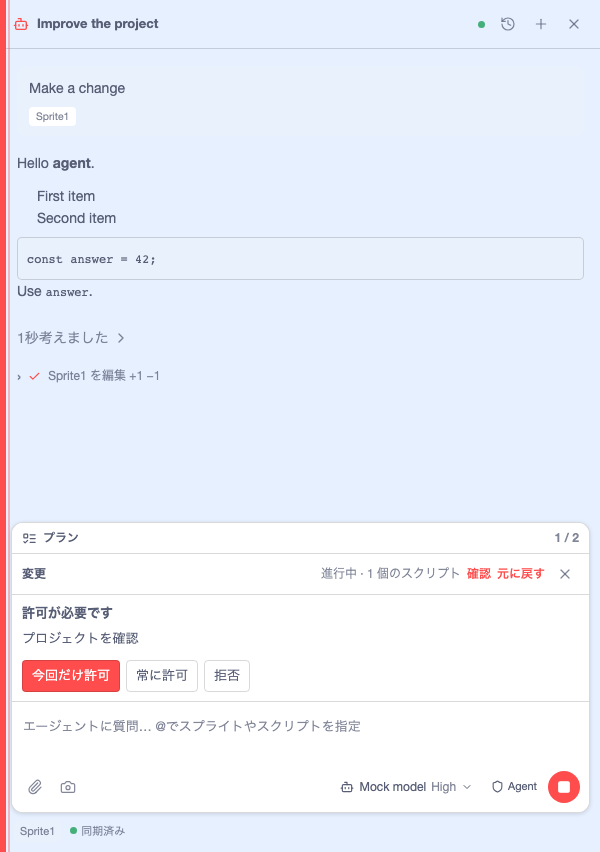 Improve the project
Make a change
Sprite1
Hello agent.
First item
Second item
const answer = 42;
Use answer.
1秒考えました
Sprite1 を編集 +1 −1
プラン 1 / 2
変更 進行中 · 1 個のスクリプト 確認 元に戻す
許可が必要です
プロジェクトを確認
今回だけ許可 常に許可 拒否
エージェントに質問... @でスプライトやスクリプトを指定
Mock model High Agent
Sprite1 同期済み